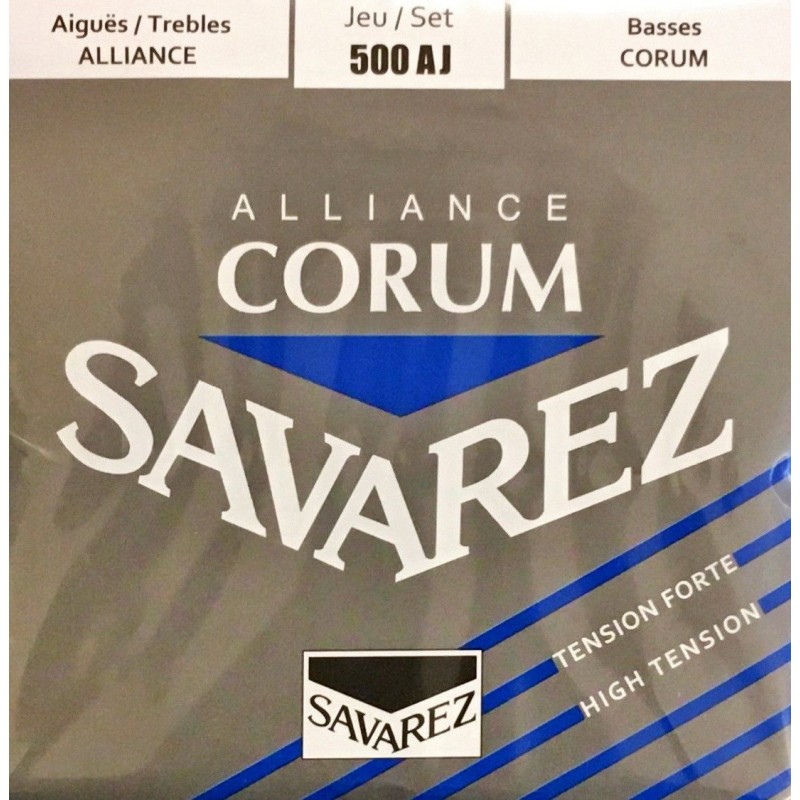 Aiguës / Trebles
ALLIANCE
Jeu / Set
500 AJ
Basses
CORUM
ALLIANCE
CORUM
SAVAREZ
TENSION FORTE
HIGH TENSION
SAVAREZ